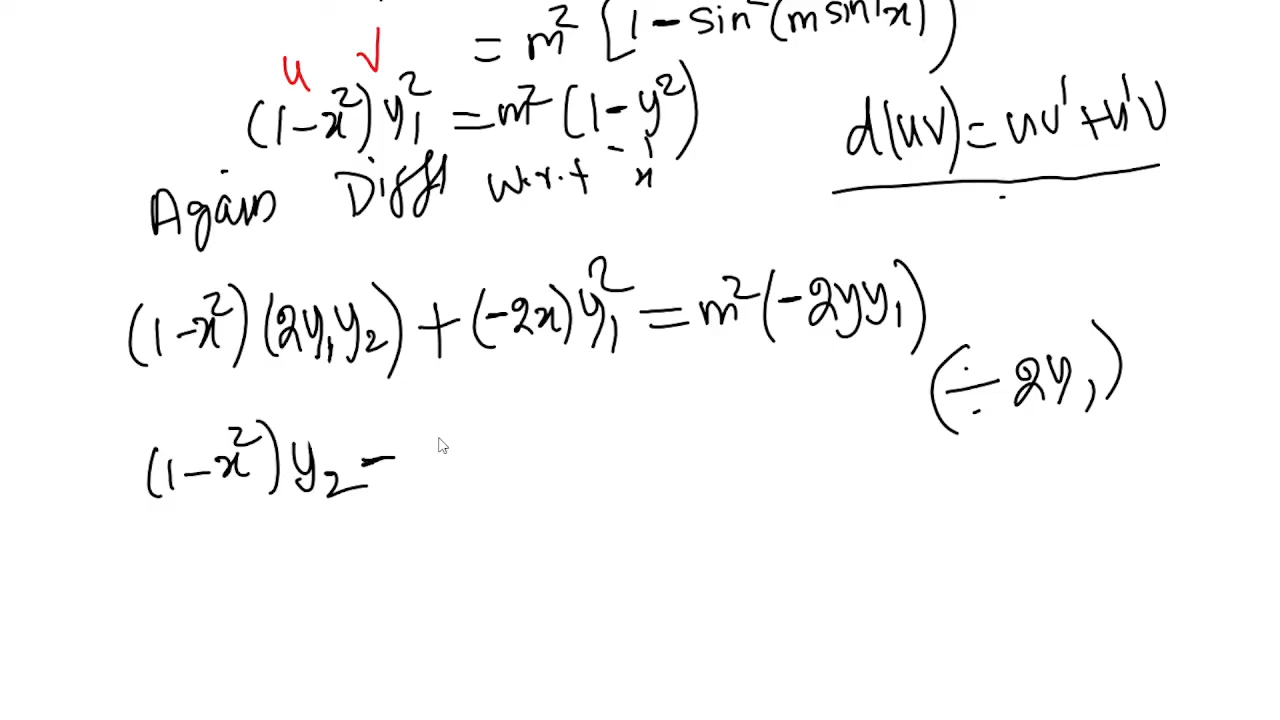 = m² [1 - sin² (m sin⁻¹x)
u v
(1-x²) y₁² = m² (1-y²)
d(uv) = uv' + u'v
Again Diff w.r.t x
(1-x²)(2y₁y₂) + (-2x)y₁² = m²(-2yy₁)
(÷ 2y₁)
(1-x²) y₂ -